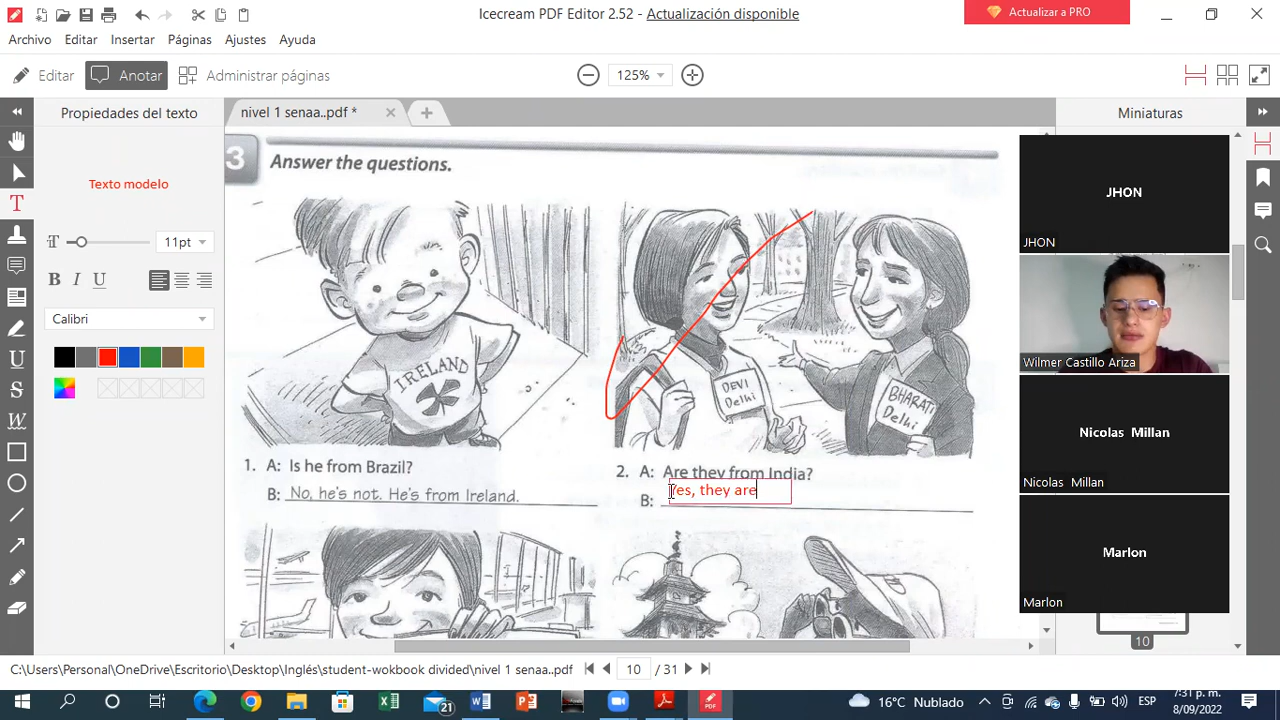 Icecream PDF Editor 2.52 - Actualización disponible
Actualizar a PRO
Archivo Editar Insertar Páginas Ajustes Ayuda
Editar Anotar Administrar páginas 125%
Propiedades del texto
nivel 1 senaa..pdf *
Miniaturas
Texto modelo
11pt
B I U
Calibri
3 Answer the questions.
IRELAND
DEVI
Delhi
BHARATI
Delhi
1. A: Is he from Brazil?
B: No, he's not. He's from Ireland.
2. A: Are they from India?
Yes, they are
B:
JHON
JHON
Wilmer Castillo Ariza
Nicolas Millan
Nicolas Millan
Marlon
Marlon
10
C:\Users\Personal\OneDrive\Escritorio\Desktop\Inglés\student-wokbook divided\nivel 1 senaa..pdf
10 / 31
21
16°C Nublado
ESP
7:31 p. m.
8/09/2022